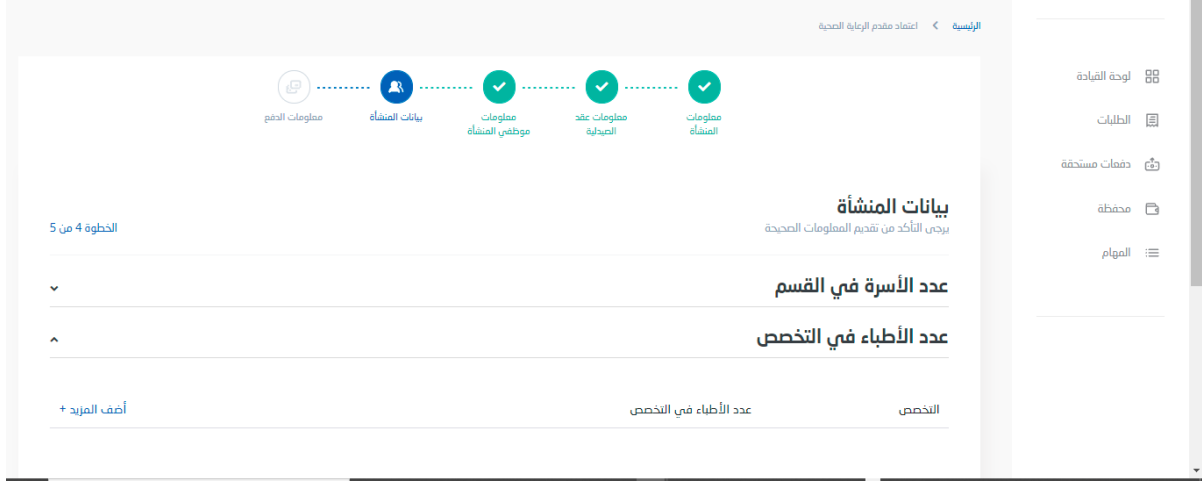 الرئيسية > اعتماد مقدم الرعاية الصحية
لوحة القيادة
الطلبات
دفعات مستحقة
محفظة
المهام
معلومات المنشأة
معلومات عقد الصيدلية
معلومات موظفي المنشأة
بيانات المنشأة
معلومات الدفع
بيانات المنشأة
يرجى التأكد من تقديم المعلومات الصحيحة
الخطوة 4 من 5
عدد الأسرة في القسم
عدد الأطباء في التخصص
التخصص عدد الأطباء في التخصص أضف المزيد +